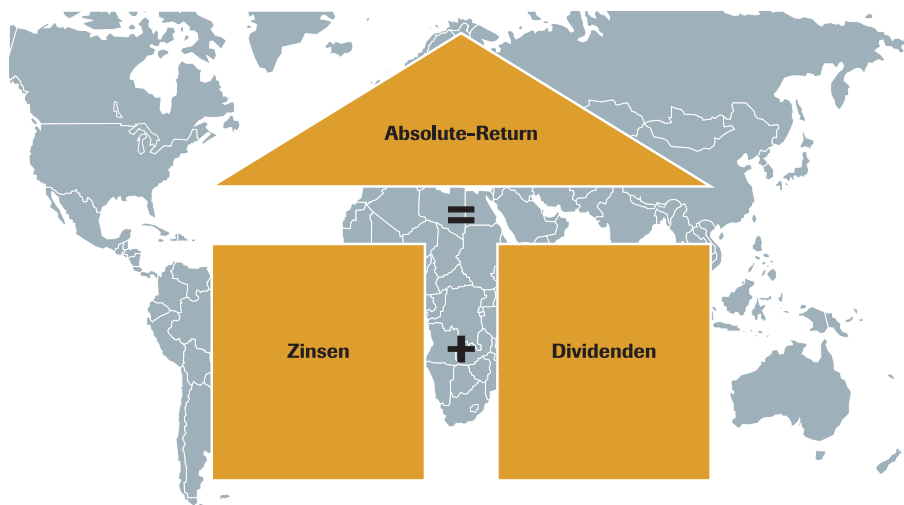 Absolute-Return
=
Zinsen + Dividenden